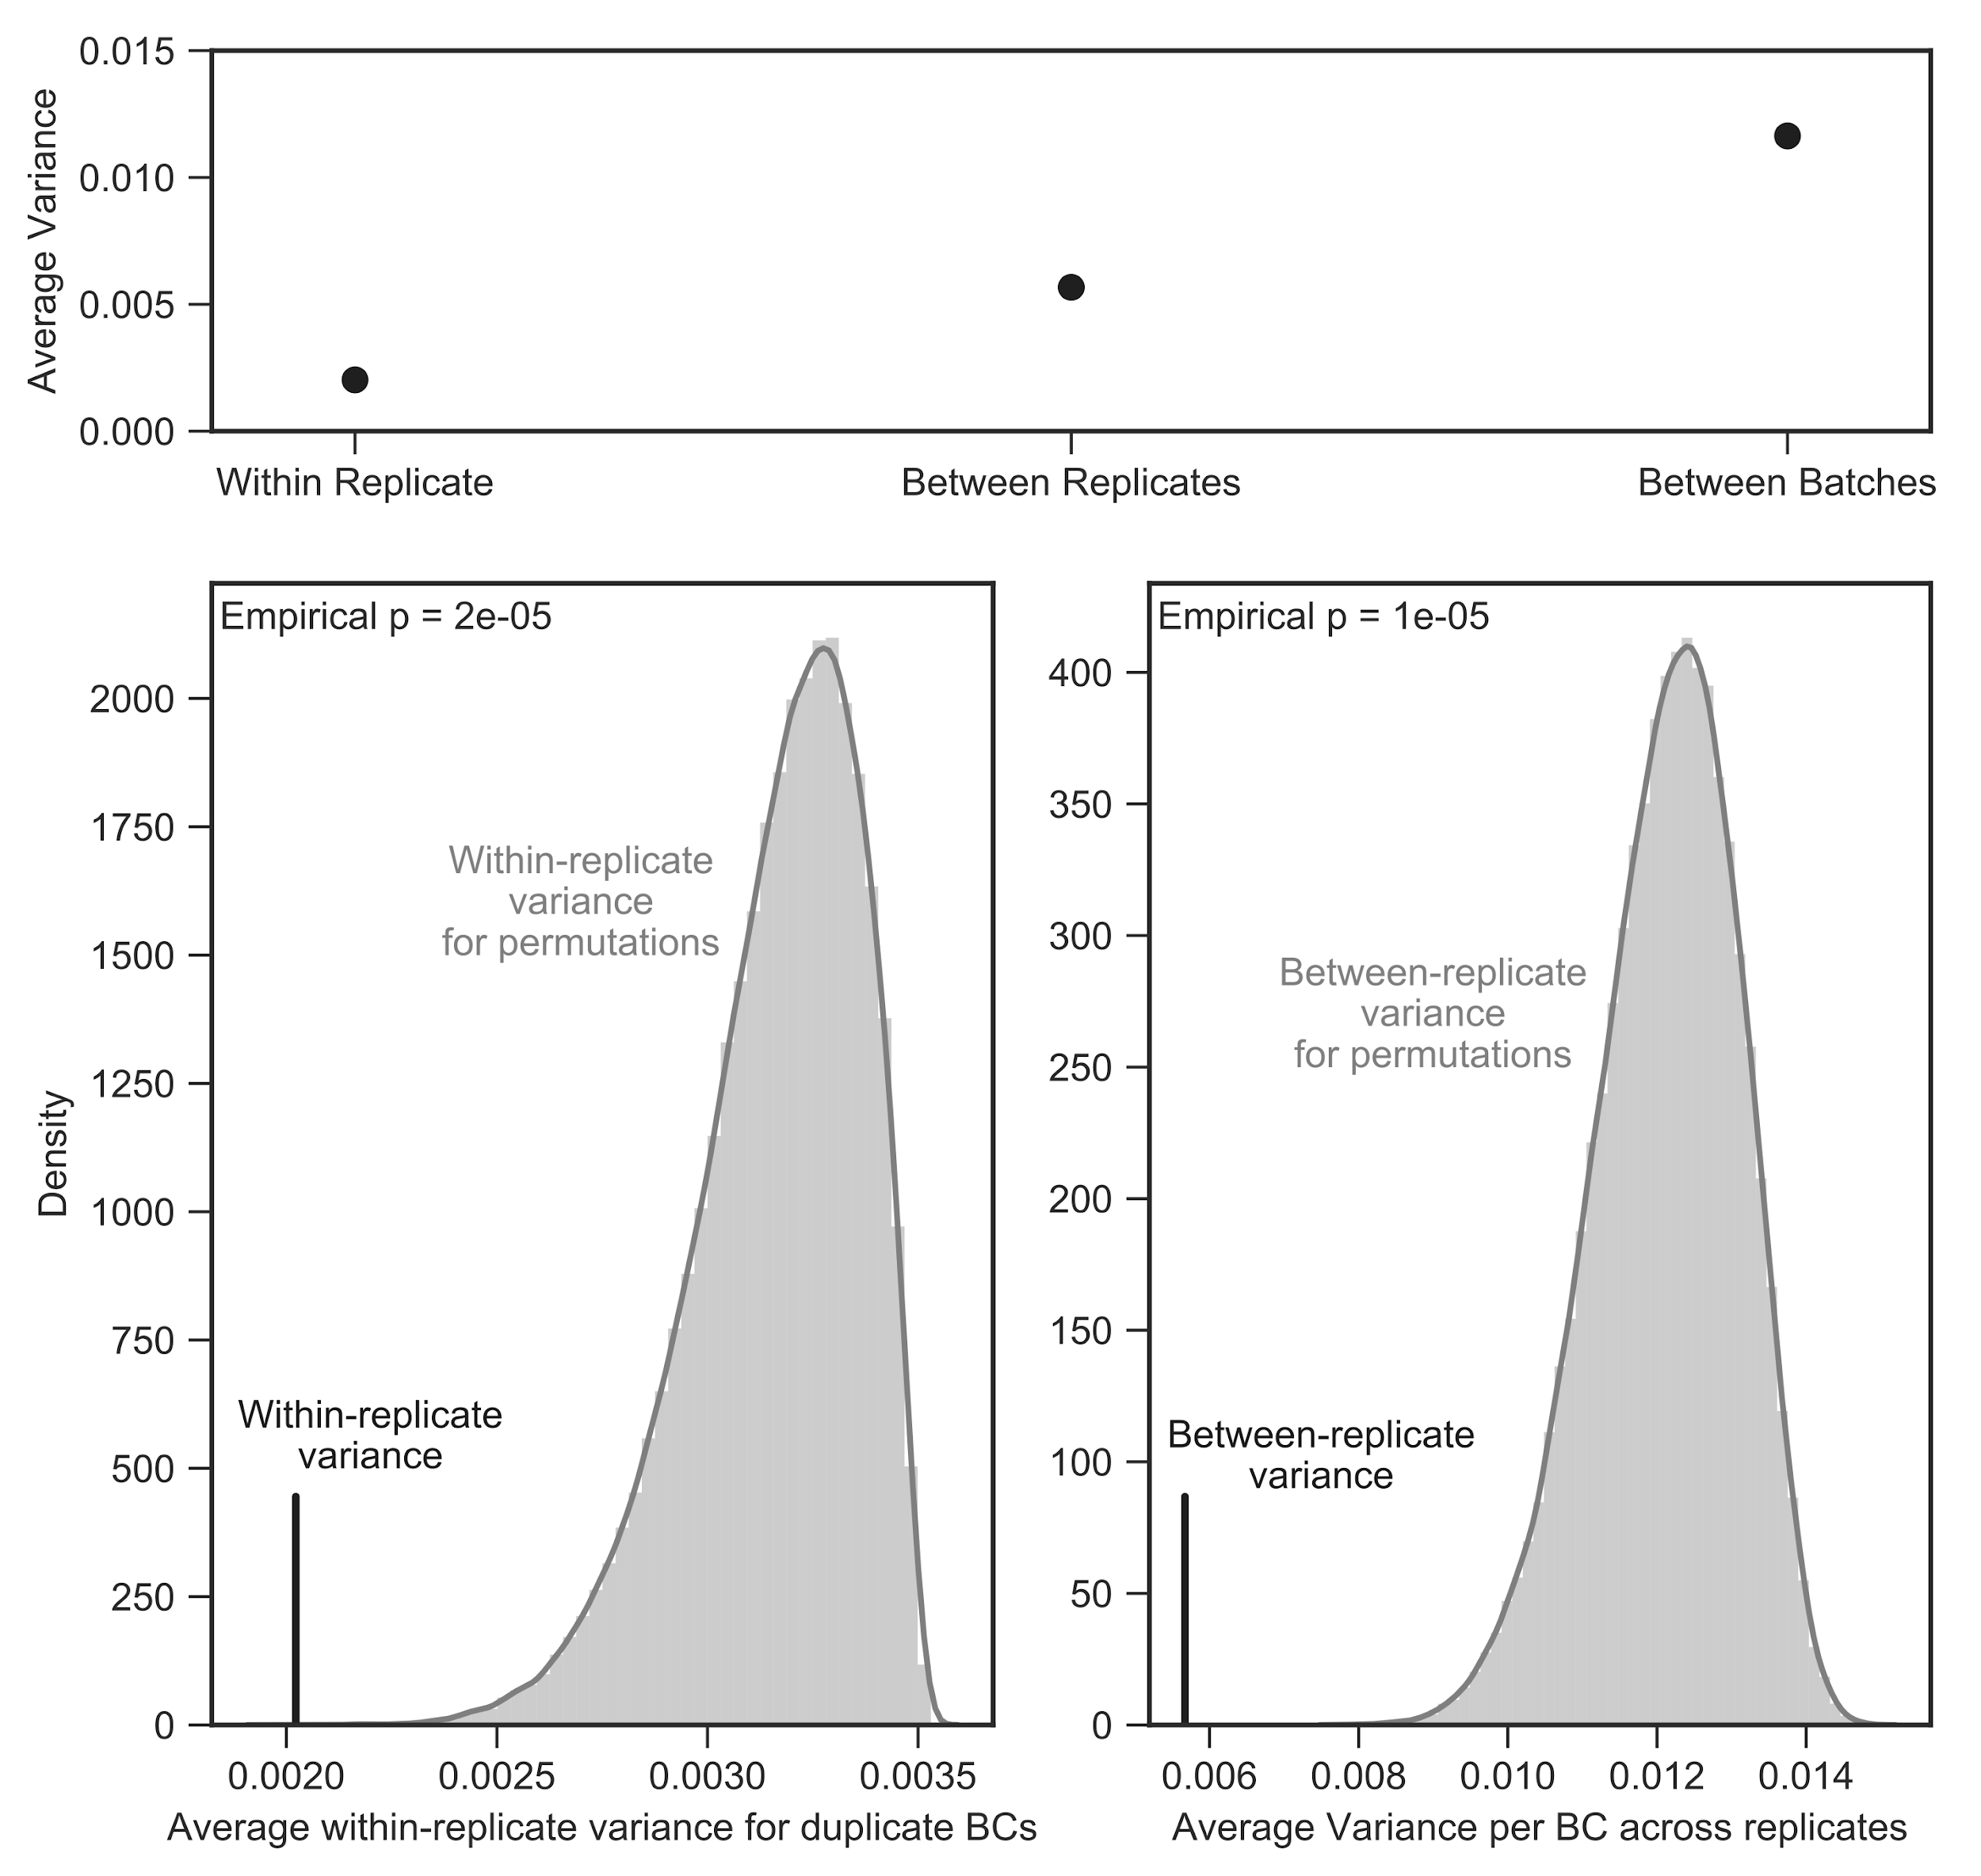 Average Variance
0.015
0.010
0.005
0.000
Within Replicate
Between Replicates
Between Batches
Empirical p = 2e-05
Density
2000
1750
1500
1250
1000
750
500
250
0
Within-replicate
variance
for permutations
Within-replicate
variance
0.0020
0.0025
0.0030
0.0035
Average within-replicate variance for duplicate BCs
Empirical p = 1e-05
400
350
300
250
200
150
100
50
0
Between-replicate
variance
for permutations
Between-replicate
variance
0.006
0.008
0.010
0.012
0.014
Average Variance per BC across replicates